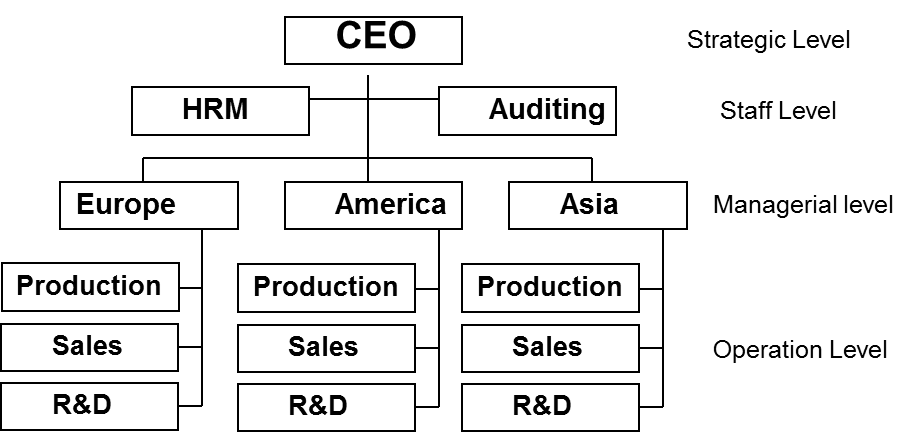 CEO
Strategic Level
HRM
Auditing
Staff Level
Europe
America
Asia
Managerial level
Production
Production
Production
Sales
Sales
Sales
Operation Level
R&D
R&D
R&D